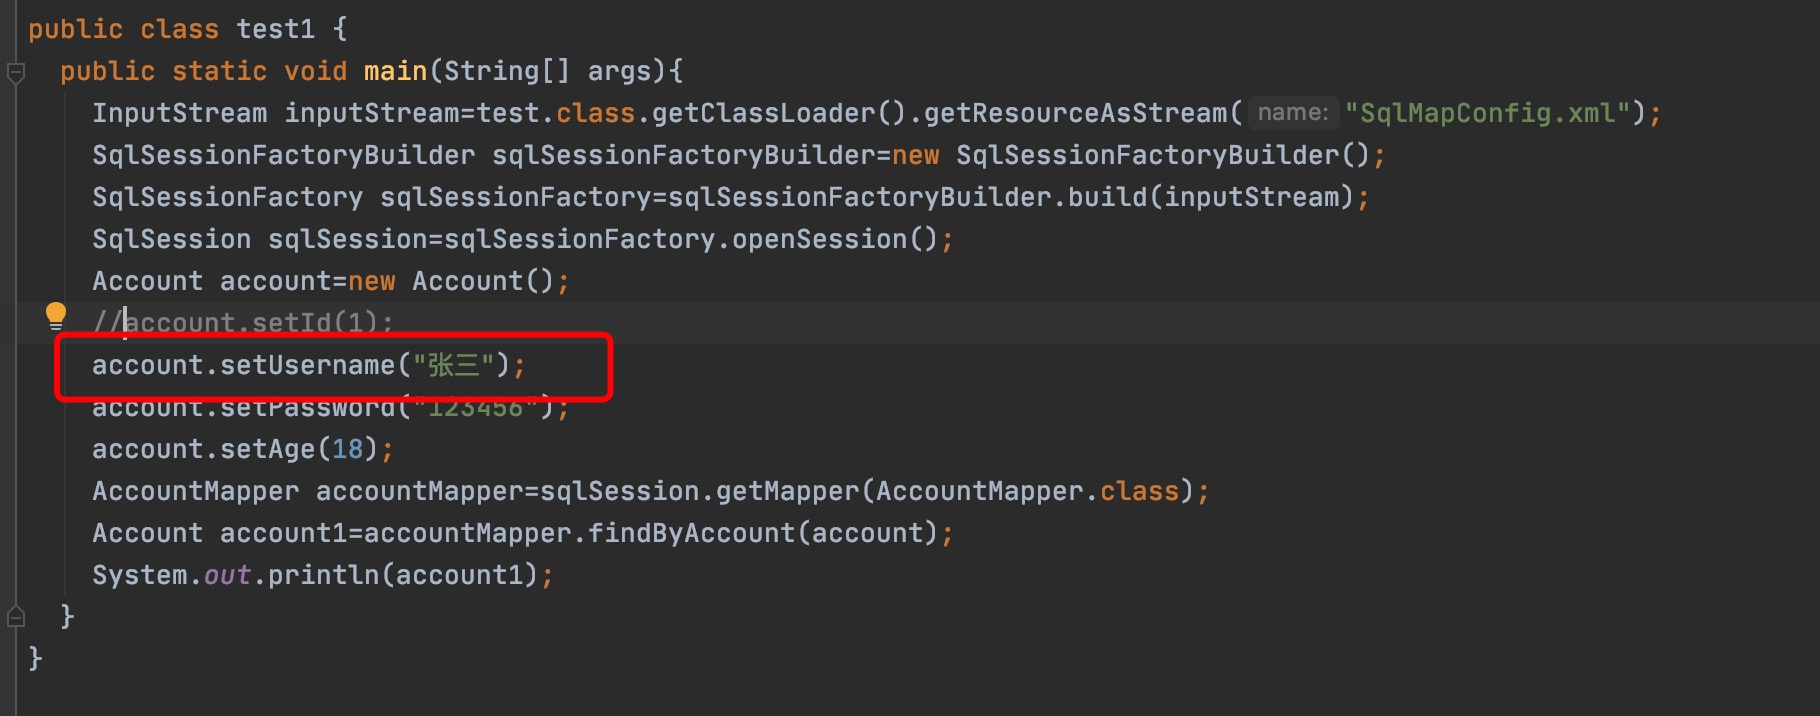 public class test1 {
public static void main(String[] args){
InputStream inputStream=test.class.getClassLoader().getResourceAsStream( name: "SqlMapConfig.xml");
SqlSessionFactoryBuilder sqlSessionFactoryBuilder=new SqlSessionFactoryBuilder();
SqlSessionFactory sqlSessionFactory=sqlSessionFactoryBuilder.build(inputStream);
SqlSession sqlSession=sqlSessionFactory.openSession();
Account account=new Account();
//account.setId(1);
account.setUsername("张三");
account.setPassword("123456");
account.setAge(18);
AccountMapper accountMapper=sqlSession.getMapper(AccountMapper.class);
Account account1=accountMapper.findByAccount(account);
System.out.println(account1);
}
}